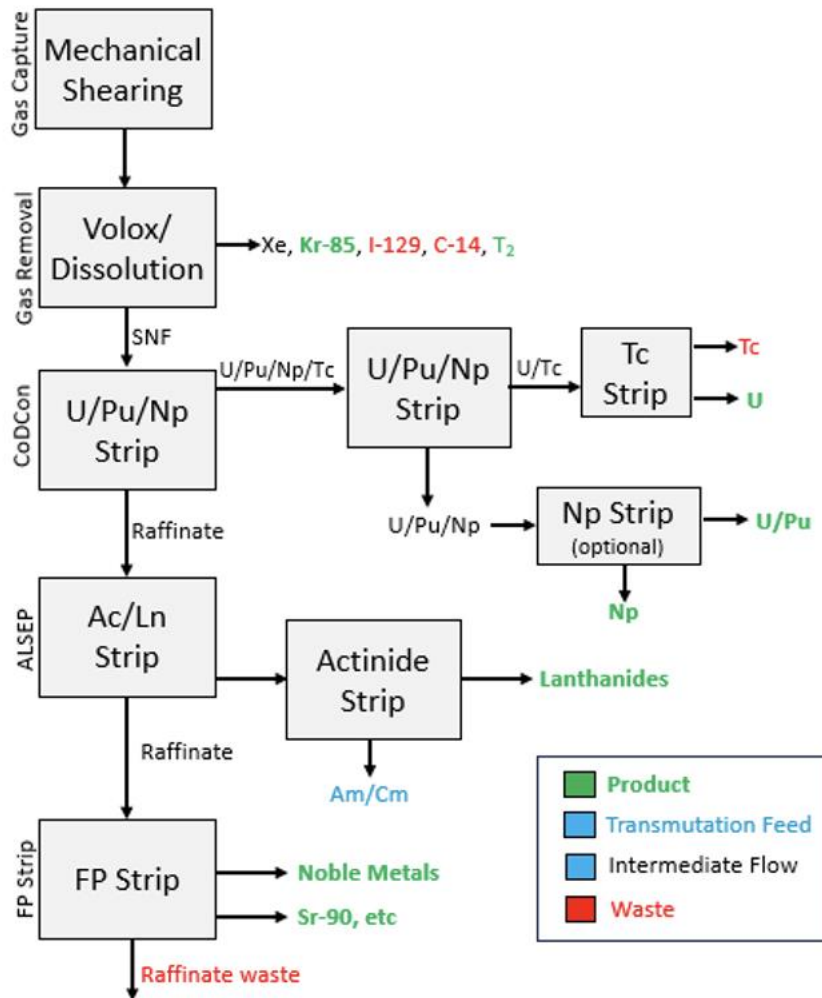 Gas Capture
Mechanical
Shearing
Gas Removal
Volox/
Dissolution
Xe, Kr-85, I-129, C-14, T₂
SNF
CoDCon
U/Pu/Np
Strip
U/Pu/Np/Tc
U/Pu/Np
Strip
U/Tc
Tc
Strip
Tc
U
U/Pu/Np
Np Strip
(optional)
U/Pu
Np
Raffinate
ALSEP
Ac/Ln
Strip
Actinide
Strip
Lanthanides
Am/Cm
Raffinate
FP Strip
FP Strip
Noble Metals
Sr-90, etc
Raffinate waste
Product
Transmutation Feed
Intermediate Flow
Waste